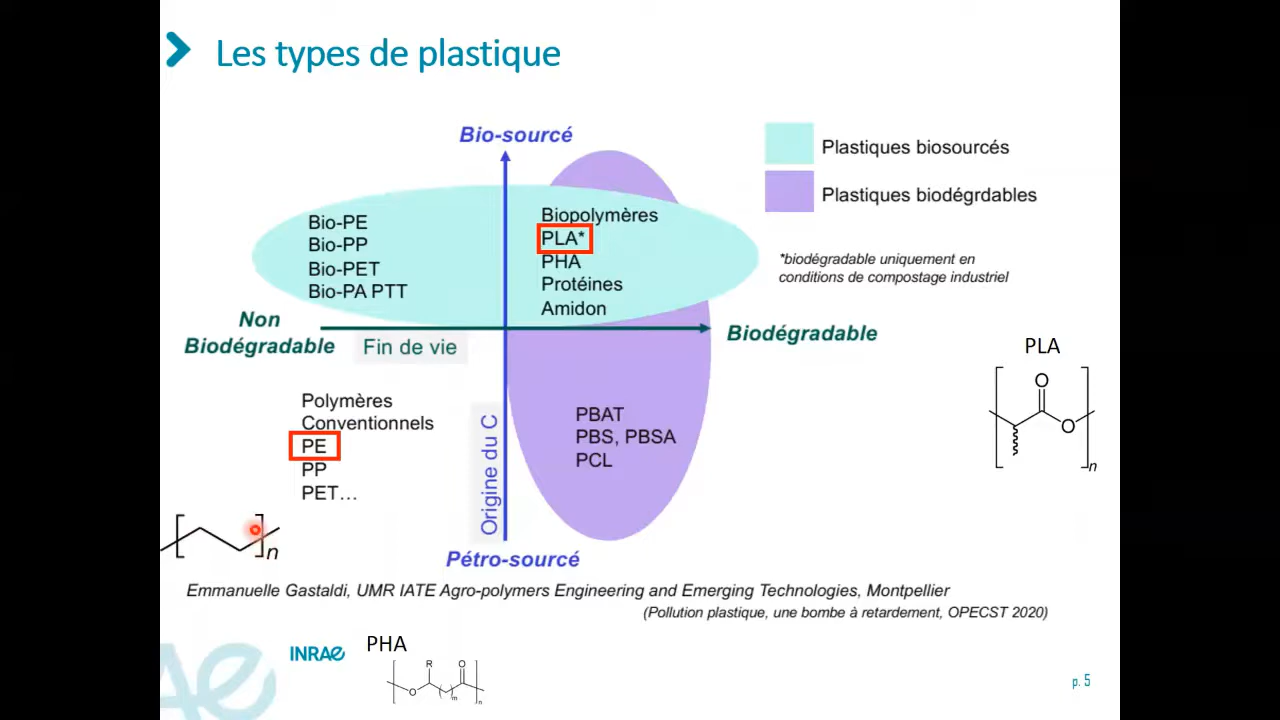 Les types de plastique
Bio-sourcé
Plastiques biosourcés
Plastiques biodégrdables
Bio-PE
Bio-PP
Bio-PET
Bio-PA PTT
Biopolymères
PLA*
PHA
Protéines
Amidon
*biodégradable uniquement en
conditions de compostage industriel
Non
Biodégradable
Fin de vie
Biodégradable
Polymères
Conventionnels
PE
PP
PET…
Origine du C
PBAT
PBS, PBSA
PCL
PLA
O
O
n
n
Pétro-sourcé
Emmanuelle Gastaldi, UMR IATE Agro-polymers Engineering and Emerging Technologies, Montpellier
(Pollution plastique, une bombe à retardement, OPECST 2020)
INRAE
PHA
R
O
O
m
n
p. 5